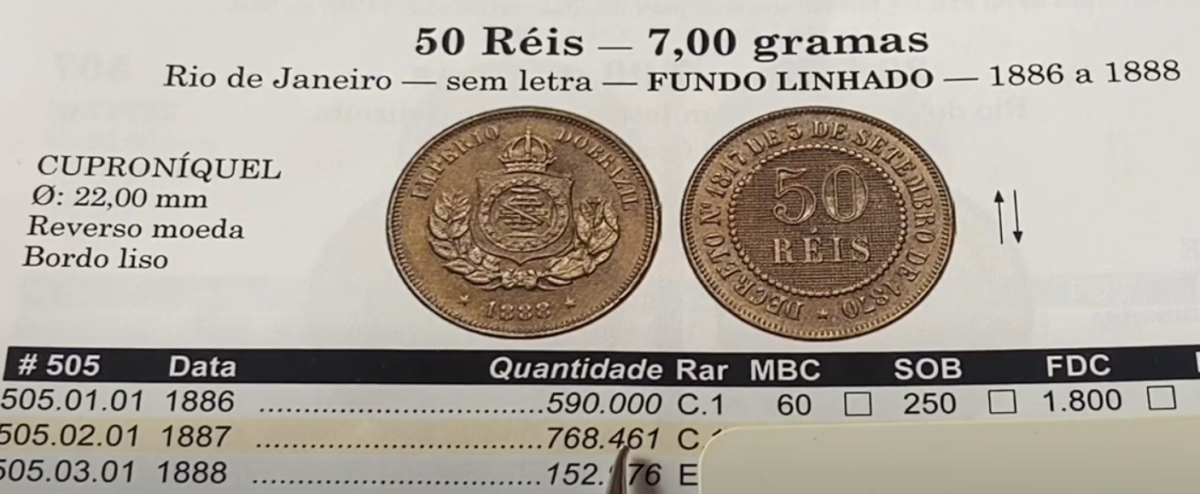 50 Réis — 7,00 gramas
Rio de Janeiro — sem letra — FUNDO LINHADO — 1886 a 1888
CUPRONÍQUEL
Ø: 22,00 mm
Reverso moeda
Bordo liso
IMPERIO DO BRAZIL
* 1888 *
DECRETO Nº 1817 DE 3 DE SETEMBRO DE 1870 *
50
RÉIS
# 505 Data Quantidade Rar MBC SOB FDC
505.01.01 1886 ..............................590.000 C.1 60 □ 250 □ 1.800 □
505.02.01 1887 ..............................768.461 C
505.03.01 1888 ..............................152. 76 E